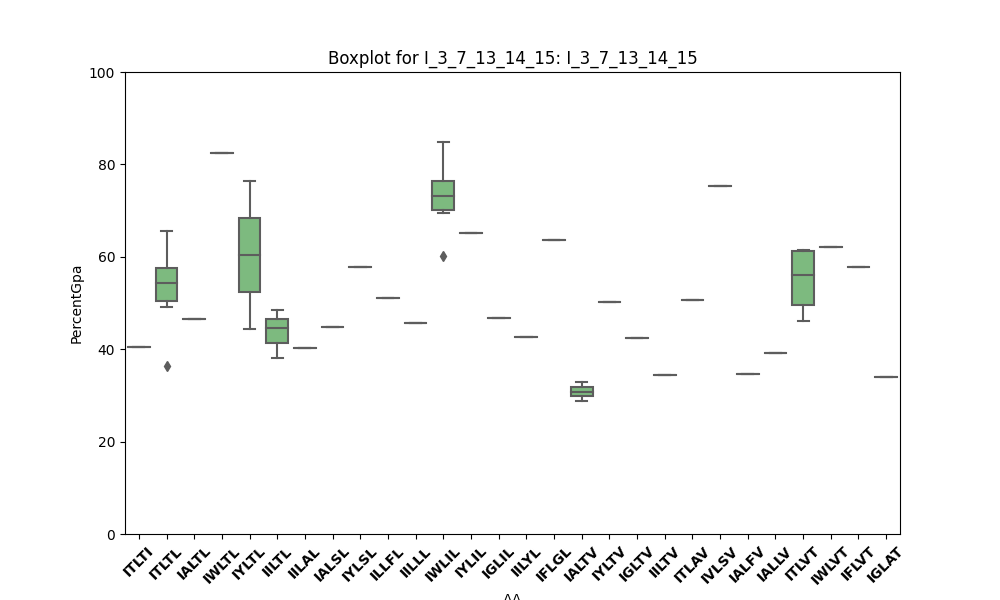 Boxplot for I_3_7_13_14_15: I_3_7_13_14_15
100
80
60
40
20
0
PercentGpa
ITLTI
ITLTL
IALTL
IWLTL
IYLTL
IILTL
IILAL
IALSL
IYLSL
ILLFL
IILLL
IWLIL
IYLIL
IGLIL
IILYL
IFLGL
IALTV
IYLTV
IGLTV
IILTV
ITLAV
IVLSV
IALFV
IALLV
ITLVT
IWLVT
IFLVT
IGLAT
AA